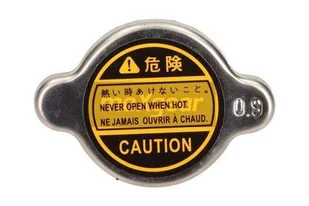 危険
熱い時あけないこと。
NEVER OPEN WHEN HOT.
NE JAMAIS OUVRIR À CHAUD.
CAUTION
0.9